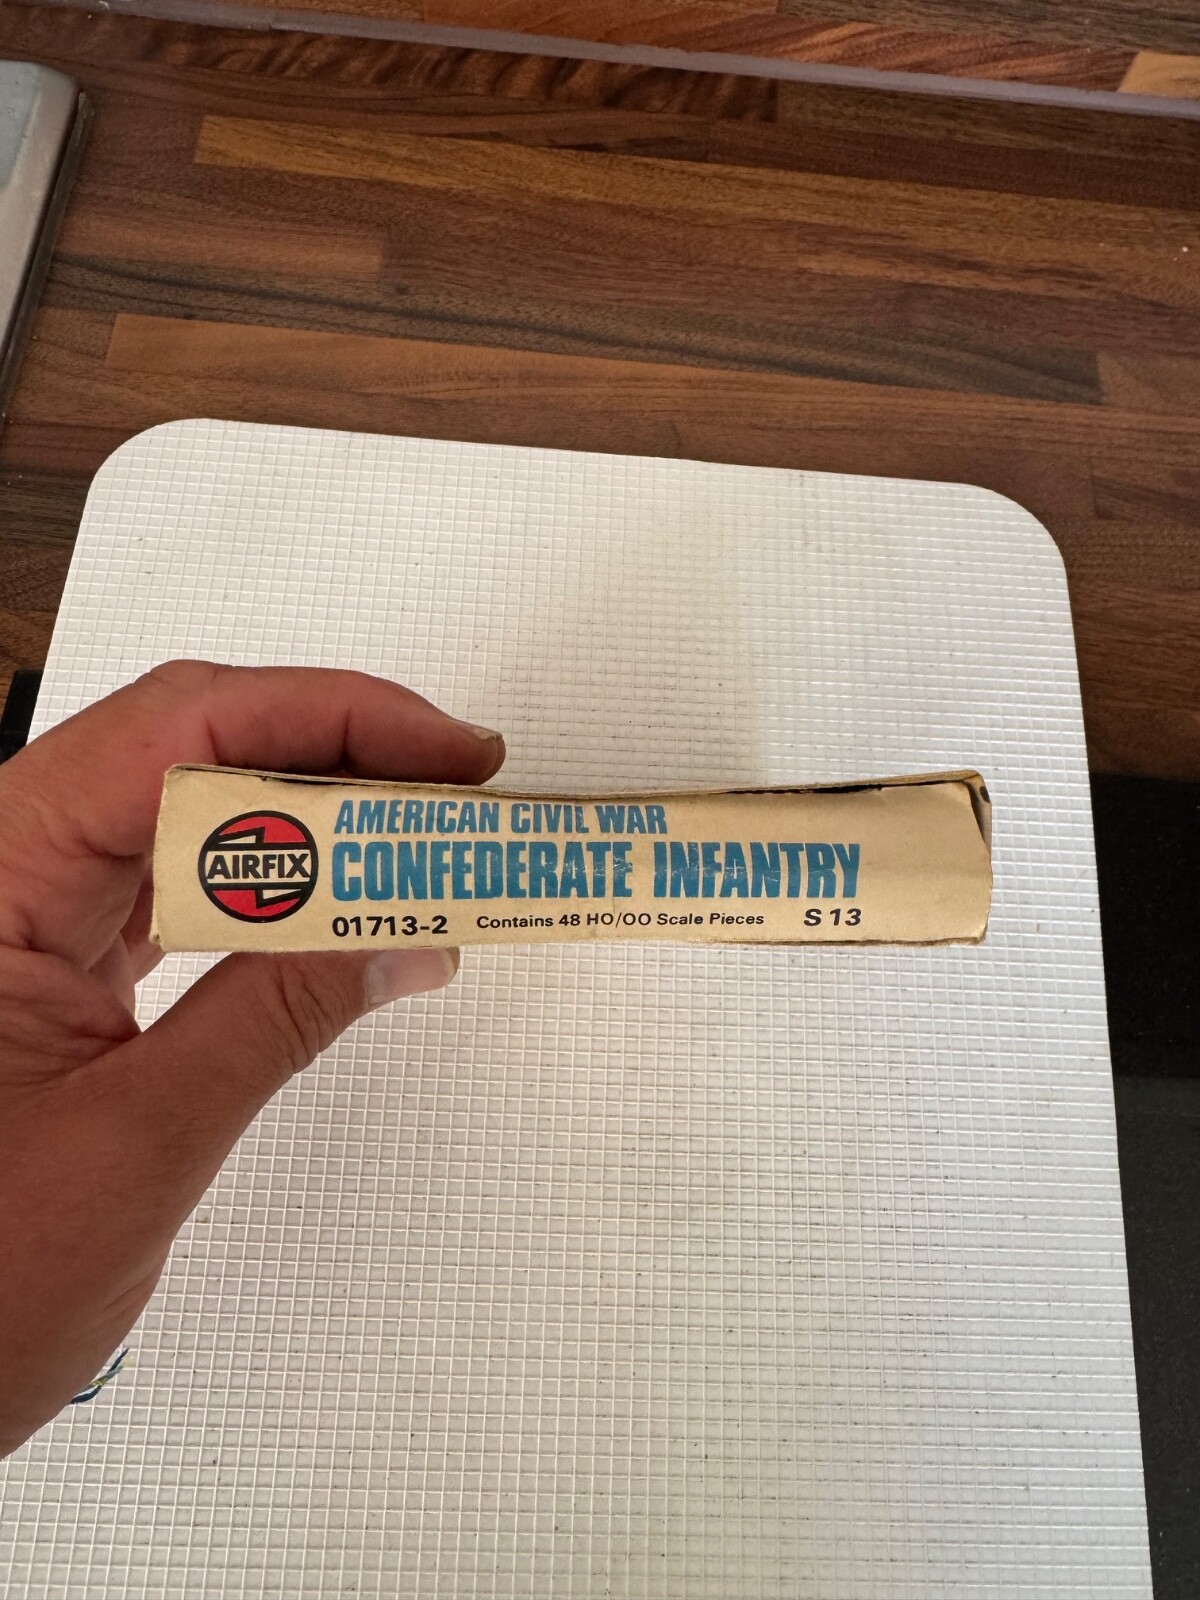 AIRFIX
AMERICAN CIVIL WAR
CONFEDERATE INFANTRY
01713-2 Contains 48 HO/OO Scale Pieces S 13